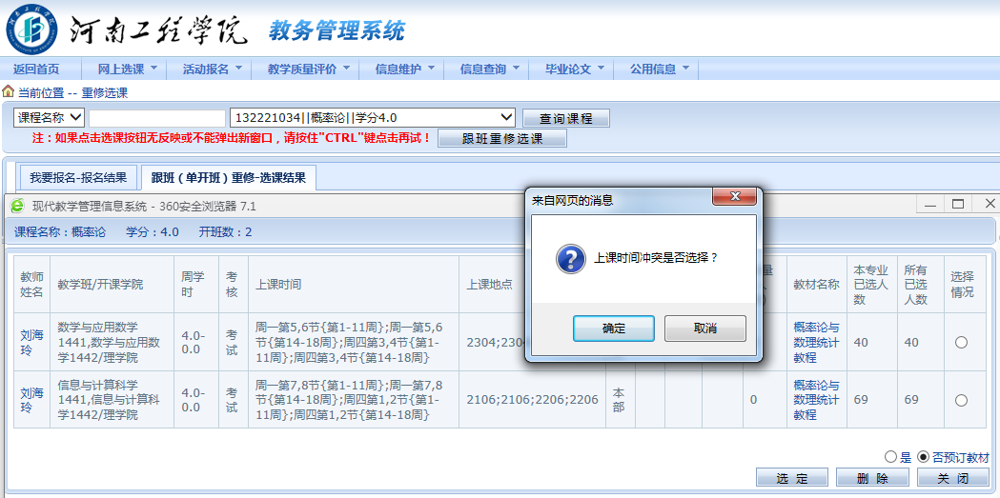 河南工程学院 教务管理系统
返回首页 网上选课 活动报名 教学质量评价 信息维护 信息查询 毕业论文 公用信息
当前位置 -- 重修选课
课程名称 132221034||概率论||学分4.0 查询课程
注：如果点击选课按钮无反映或不能弹出新窗口，请按住"CTRL"键点击再试！ 跟班重修选课
我要报名-报名结果 跟班（单开班）重修-选课结果
来自网页的消息
现代教学管理信息系统 - 360安全浏览器 7.1
课程名称：概率论 学分：4.0 开班数：2
上课时间冲突是否选择？
确定 取消
教师姓名 教学班/开课学院 周学时 考核 上课时间 上课地点 量 教材名称 本专业已选人数 所有已选人数 选择情况
刘海玲 数学与应用数学1441,数学与应用数学1442/理学院 4.0-0.0 考试 周一第5,6节{第1-11周};周一第5,6节{第14-18周};周四第3,4节{第1-11周};周四第3,4节{第14-18周} 2304;2304 概率论与数理统计教程 40 40
刘海玲 信息与计算科学1441,信息与计算科学1442/理学院 4.0-0.0 考试 周一第7,8节{第1-11周};周一第7,8节{第14-18周};周四第1,2节{第1-11周};周四第1,2节{第14-18周} 2106;2106;2206;2206 本部 0 概率论与数理统计教程 69 69
是 否预订教材
选 定 删 除 关 闭